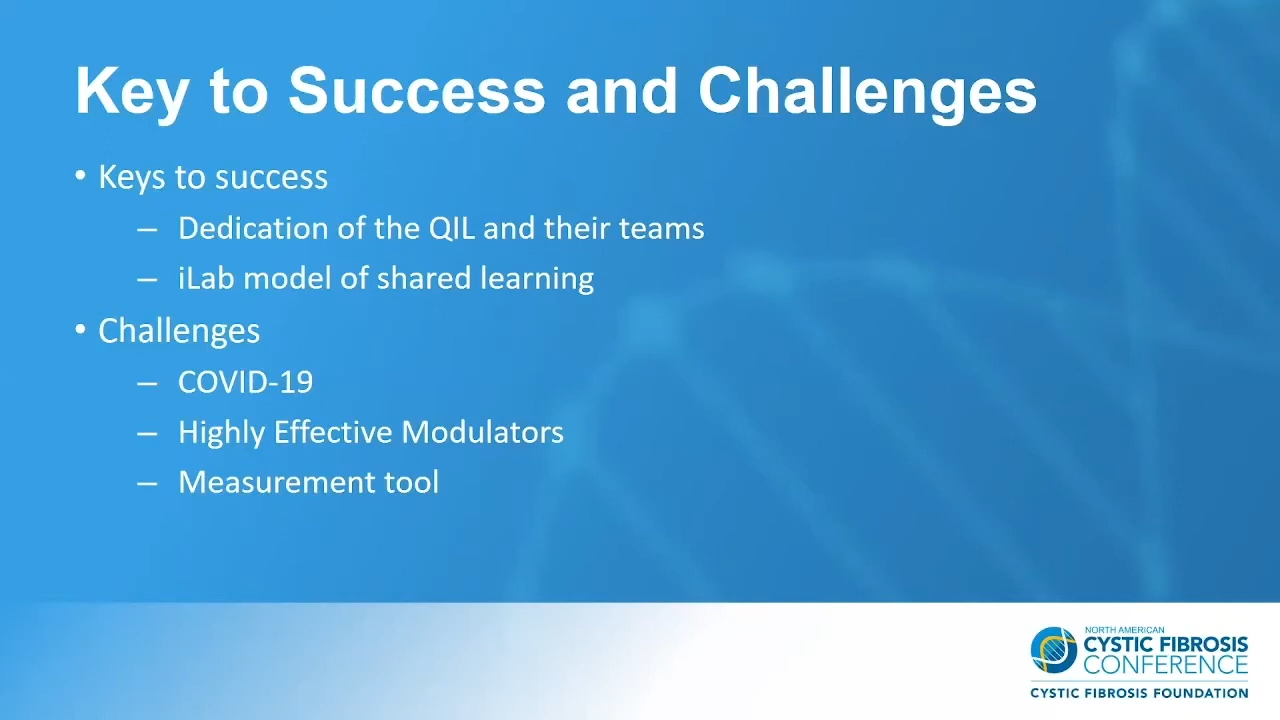 Key to Success and Challenges
• Keys to success
– Dedication of the QIL and their teams
– iLab model of shared learning
• Challenges
– COVID-19
– Highly Effective Modulators
– Measurement tool
NORTH AMERICAN
CYSTIC FIBROSIS
CONFERENCE
CYSTIC FIBROSIS FOUNDATION